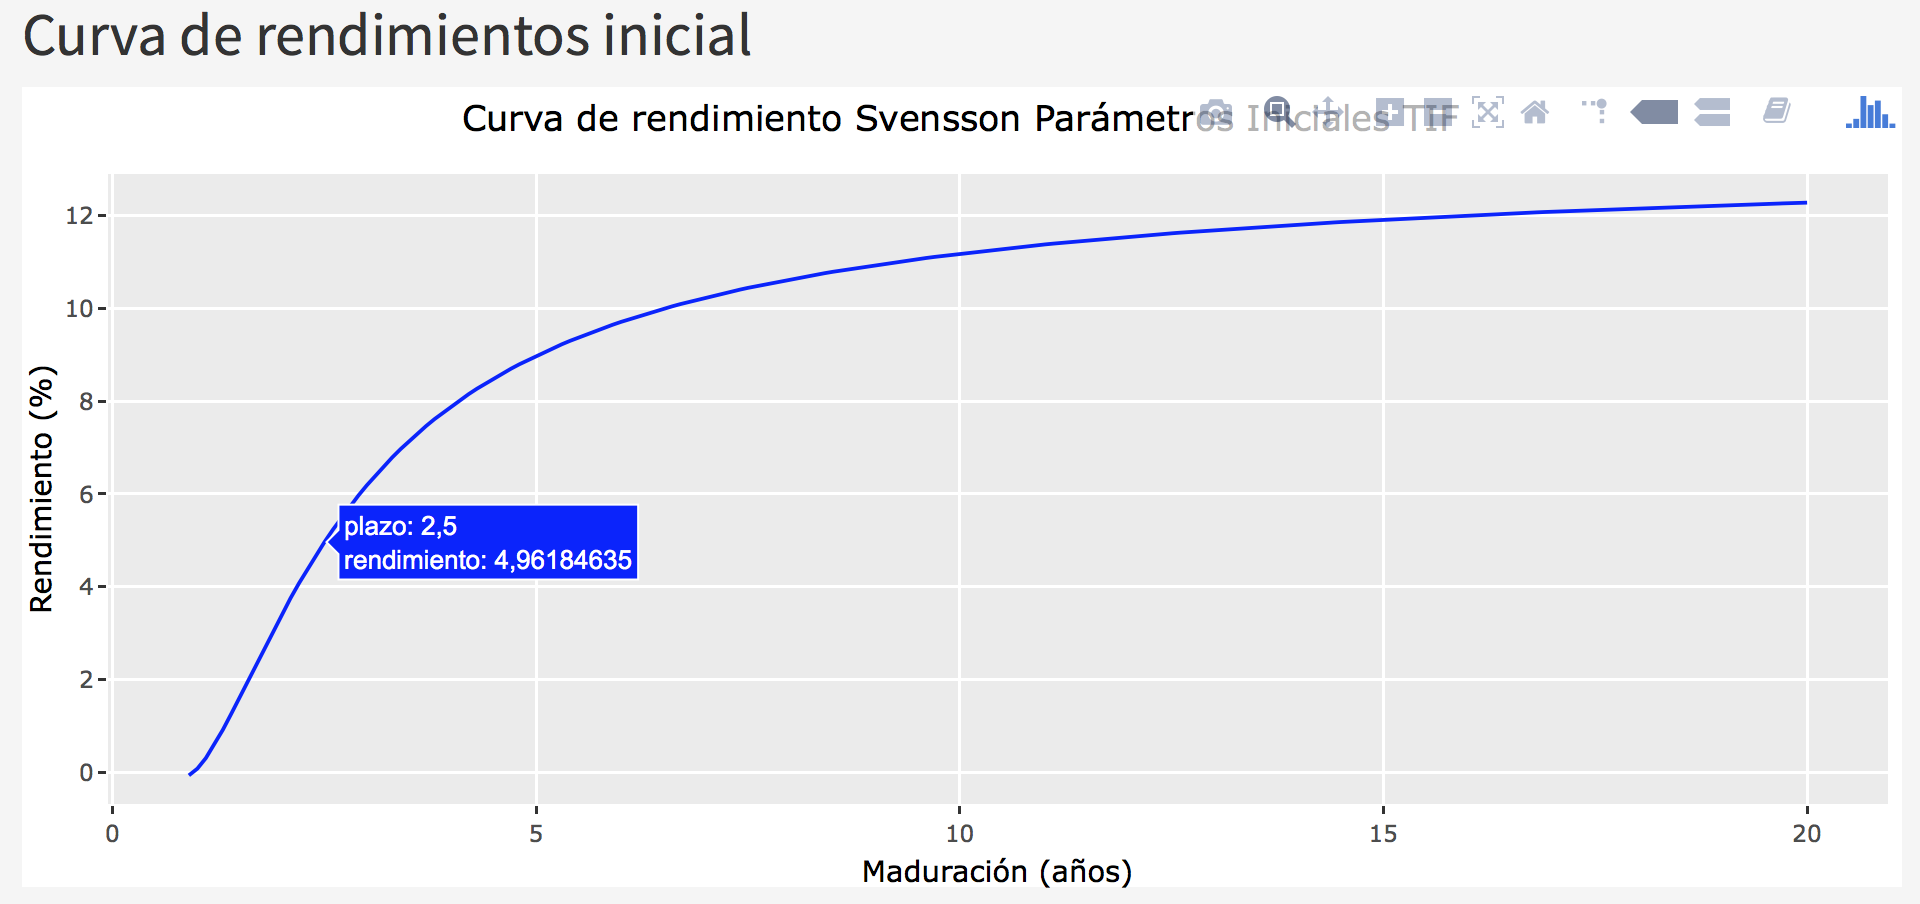 Curva de rendimientos inicial
Curva de rendimiento Svensson Parámetros Iniciales TIF
12
10
8
6
4
2
0
Rendimiento (%)
plazo: 2,5
rendimiento: 4,96184635
0 5 10 15 20
Maduración (años)